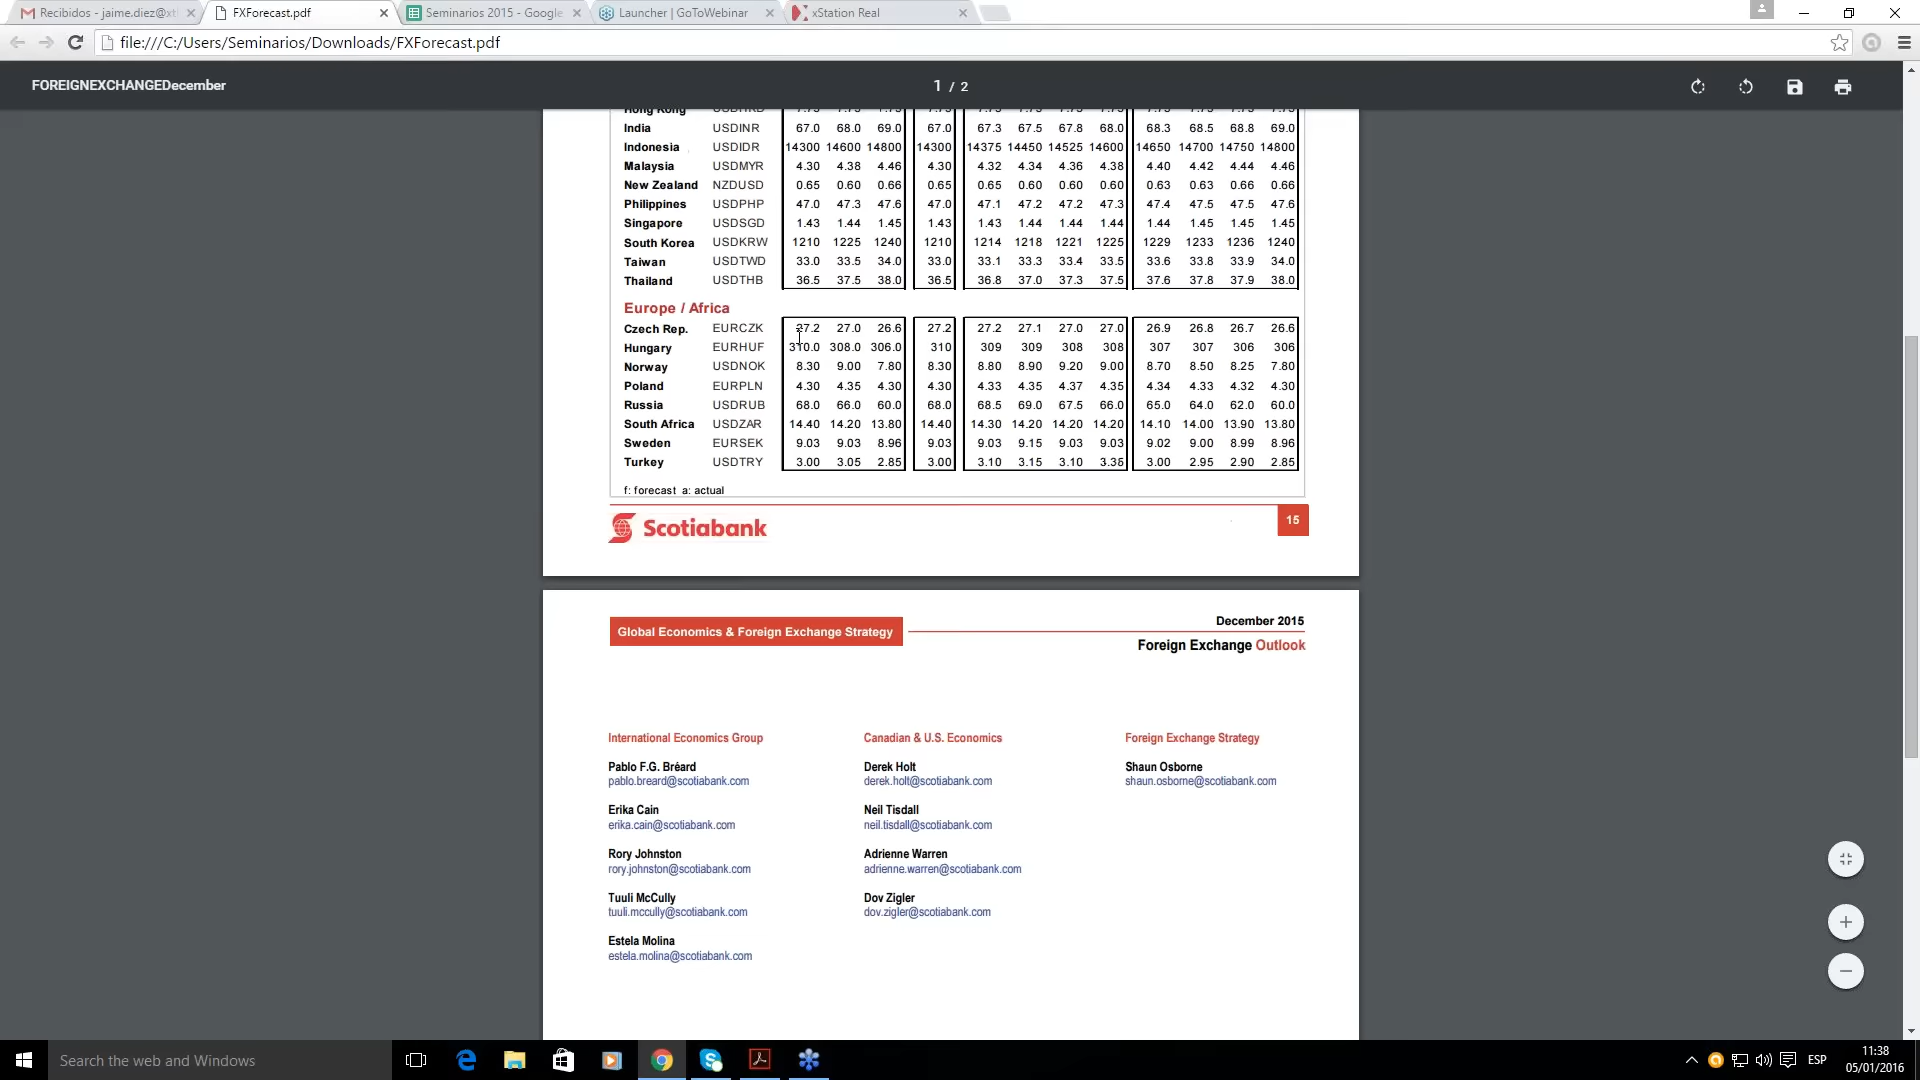 Recibidos - jaime.diez@xt
FXForecast.pdf
Seminarios 2015 - Google
Launcher | GoToWebinar
xStation Real
file:///C:/Users/Seminarios/Downloads/FXForecast.pdf
FOREIGNEXCHANGEDecember
1 / 2
Hong Kong USDHKD 7.75 7.75 7.75 7.75 7.75 7.75 7.75 7.75 7.75 7.75 7.75 7.75
India USDINR 67.0 68.0 69.0 67.0 67.3 67.5 67.8 68.0 68.3 68.5 68.8 69.0
Indonesia USDIDR 14300 14600 14800 14300 14375 14450 14525 14600 14650 14700 14750 14800
Malaysia USDMYR 4.30 4.38 4.46 4.30 4.32 4.34 4.36 4.38 4.40 4.42 4.44 4.46
New Zealand NZDUSD 0.65 0.60 0.66 0.65 0.65 0.60 0.60 0.60 0.63 0.63 0.66 0.66
Philippines USDPHP 47.0 47.3 47.6 47.0 47.1 47.2 47.2 47.3 47.4 47.5 47.5 47.6
Singapore USDSGD 1.43 1.44 1.45 1.43 1.43 1.44 1.44 1.44 1.44 1.45 1.45 1.45
South Korea USDKRW 1210 1225 1240 1210 1214 1218 1221 1225 1229 1233 1236 1240
Taiwan USDTWD 33.0 33.5 34.0 33.0 33.1 33.3 33.4 33.5 33.6 33.8 33.9 34.0
Thailand USDTHB 36.5 37.5 38.0 36.5 36.8 37.0 37.3 37.5 37.6 37.8 37.9 38.0
Europe / Africa
Czech Rep. EURCZK 27.2 27.0 26.6 27.2 27.2 27.1 27.0 27.0 26.9 26.8 26.7 26.6
Hungary EURHUF 310.0 308.0 306.0 310 309 309 308 308 307 307 306 306
Norway USDNOK 8.30 9.00 7.80 8.30 8.80 8.90 9.20 9.00 8.70 8.50 8.25 7.80
Poland EURPLN 4.30 4.35 4.30 4.30 4.33 4.35 4.37 4.35 4.34 4.33 4.32 4.30
Russia USDRUB 68.0 66.0 60.0 68.0 68.5 69.0 67.5 66.0 65.0 64.0 62.0 60.0
South Africa USDZAR 14.40 14.20 13.80 14.40 14.30 14.20 14.20 14.20 14.10 14.00 13.90 13.80
Sweden EURSEK 9.03 9.03 8.96 9.03 9.03 9.15 9.03 9.03 9.02 9.00 8.99 8.96
Turkey USDTRY 3.00 3.05 2.85 3.00 3.10 3.15 3.10 3.35 3.00 2.95 2.90 2.85
f: forecast a: actual
Scotiabank
15
December 2015
Global Economics & Foreign Exchange Strategy
Foreign Exchange Outlook
International Economics Group
Pablo F.G. Bréard
pablo.breard@scotiabank.com
Erika Cain
erika.cain@scotiabank.com
Rory Johnston
rory.johnston@scotiabank.com
Tuuli McCully
tuuli.mccully@scotiabank.com
Estela Molina
estela.molina@scotiabank.com
Canadian & U.S. Economics
Derek Holt
derek.holt@scotiabank.com
Neil Tisdall
neil.tisdall@scotiabank.com
Adrienne Warren
adrienne.warren@scotiabank.com
Dov Zigler
dov.zigler@scotiabank.com
Foreign Exchange Strategy
Shaun Osborne
shaun.osborne@scotiabank.com
Search the web and Windows
ESP
11:38
05/01/2016